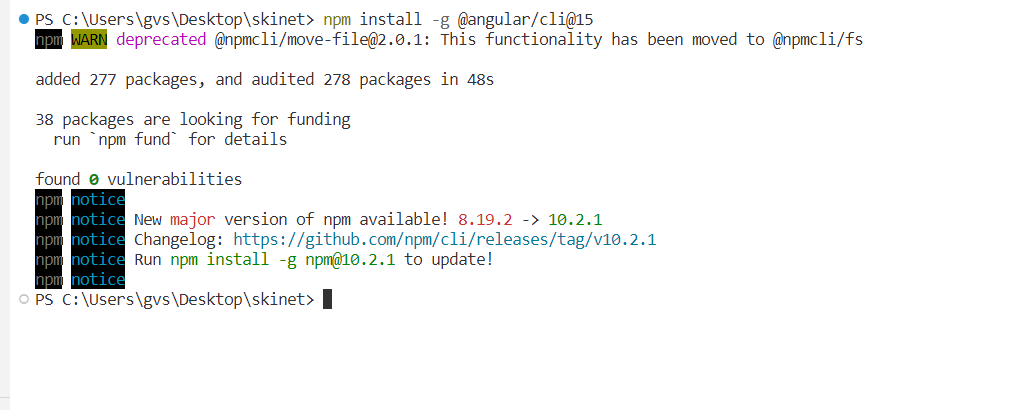 PS C:\Users\gvs\Desktop\skinet> npm install -g @angular/cli@15
npm WARN deprecated @npmcli/move-file@2.0.1: This functionality has been moved to @npmcli/fs
added 277 packages, and audited 278 packages in 48s
38 packages are looking for funding
  run `npm fund` for details
found 0 vulnerabilities
npm notice
npm notice New major version of npm available! 8.19.2 -> 10.2.1
npm notice Changelog: https://github.com/npm/cli/releases/tag/v10.2.1
npm notice Run npm install -g npm@10.2.1 to update!
npm notice
PS C:\Users\gvs\Desktop\skinet>